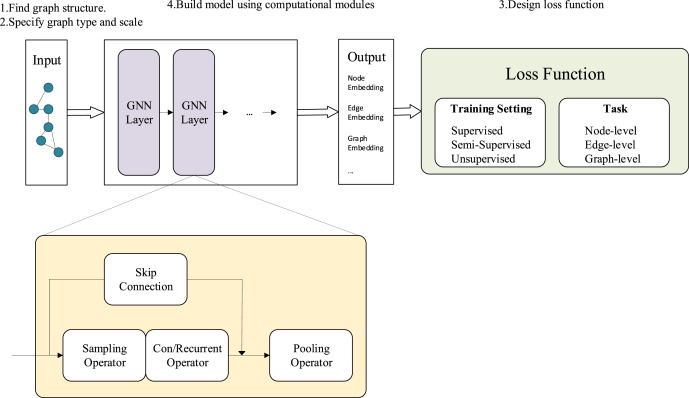 1.Find graph structure.
2.Specify graph type and scale
4.Build model using computational modules
3.Design loss function
Input
GNN
Layer
GNN
Layer
...
Output
Node
Embedding
Edge
Embedding
Graph
Embedding
...
Loss Function
Training Setting
Supervised
Semi-Supervised
Unsupervised
Task
Node-level
Edge-level
Graph-level
Skip
Connection
Sampling
Operator
Con/Recurrent
Operator
Pooling
Operator